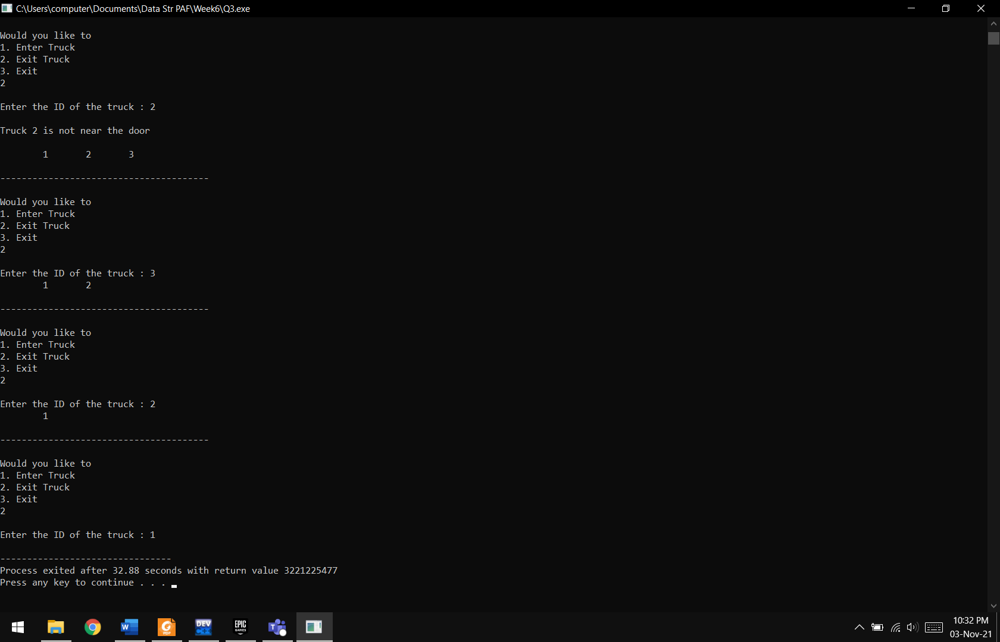 C:\Users\computer\Documents\Data Str PAF\Week6\Q3.exe
Would you like to
1. Enter Truck
2. Exit Truck
3. Exit
2
Enter the ID of the truck : 2
Truck 2 is not near the door
1 2 3
---------------------------------------
Would you like to
1. Enter Truck
2. Exit Truck
3. Exit
2
Enter the ID of the truck : 3
1 2
---------------------------------------
Would you like to
1. Enter Truck
2. Exit Truck
3. Exit
2
Enter the ID of the truck : 2
1
---------------------------------------
Would you like to
1. Enter Truck
2. Exit Truck
3. Exit
2
Enter the ID of the truck : 1
--------------------------------
Process exited after 32.88 seconds with return value 3221225477
Press any key to continue . . .
W
PDF
DEV
C++
EPIC
GAMES
T
10:32 PM
03-Nov-21